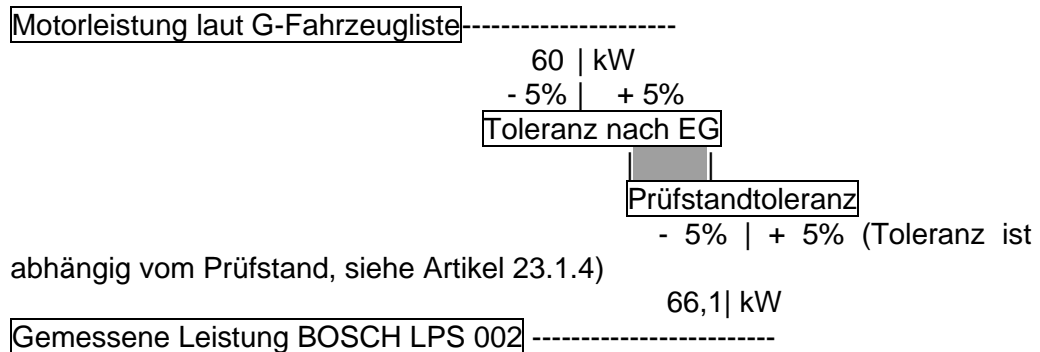 Motorleistung laut G-Fahrzeugliste----------------------
60 | kW
- 5% | + 5%
Toleranz nach EG
| |
Prüfstandtoleranz
- 5% | + 5% (Toleranz ist
abhängig vom Prüfstand, siehe Artikel 23.1.4)
66,1| kW
Gemessene Leistung BOSCH LPS 002 -------------------------